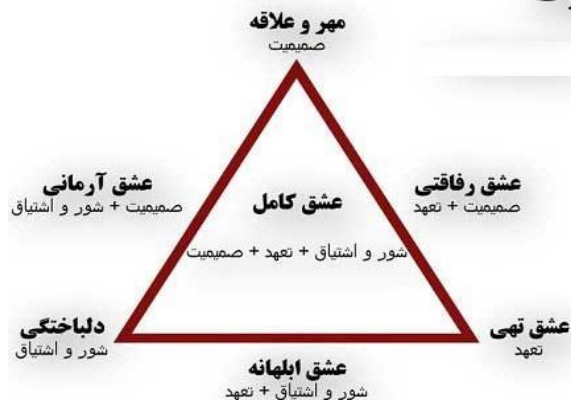 مهر و علاقه
صمیمیت
عشق آرمانی
صمیمیت + شور و اشتیاق
عشق رفاقتی
صمیمیت + تعهد
عشق کامل
شور و اشتیاق + تعهد + صمیمیت
دلباختگی
شور و اشتیاق
عشق تهی
تعهد
عشق ابلهانه
شور و اشتیاق + تعهد